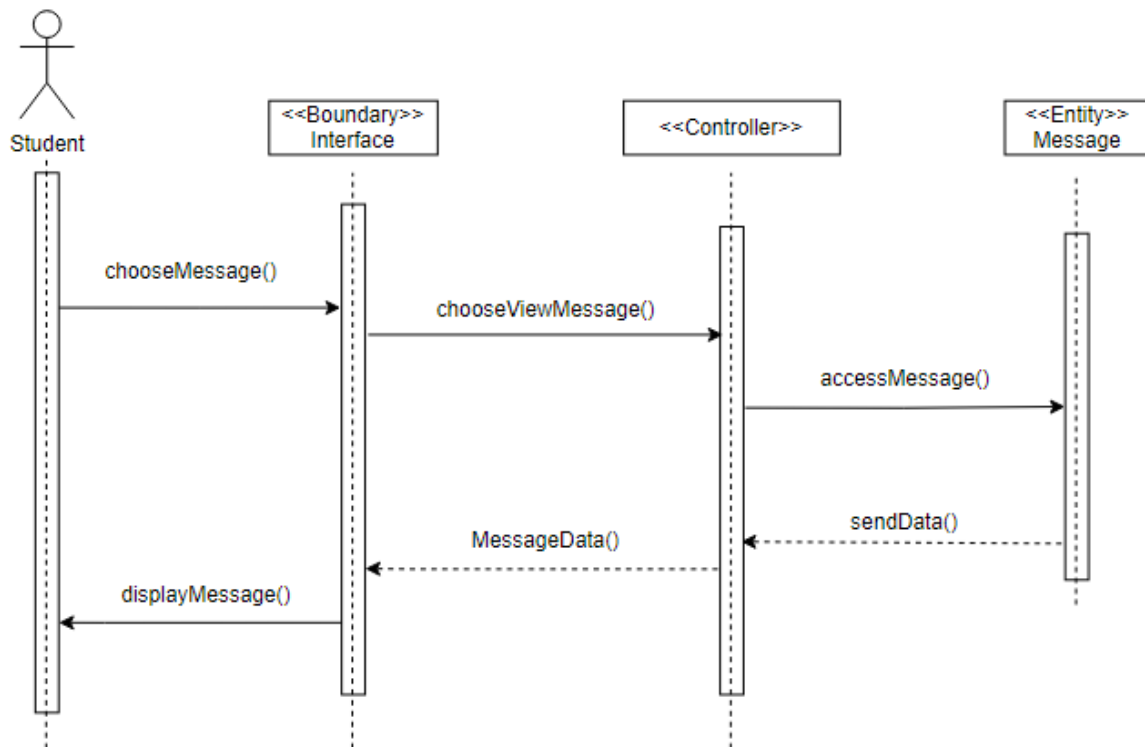 Student
<<Boundary>>
Interface
<<Controller>>
<<Entity>>
Message
chooseMessage()
chooseViewMessage()
accessMessage()
sendData()
MessageData()
displayMessage()